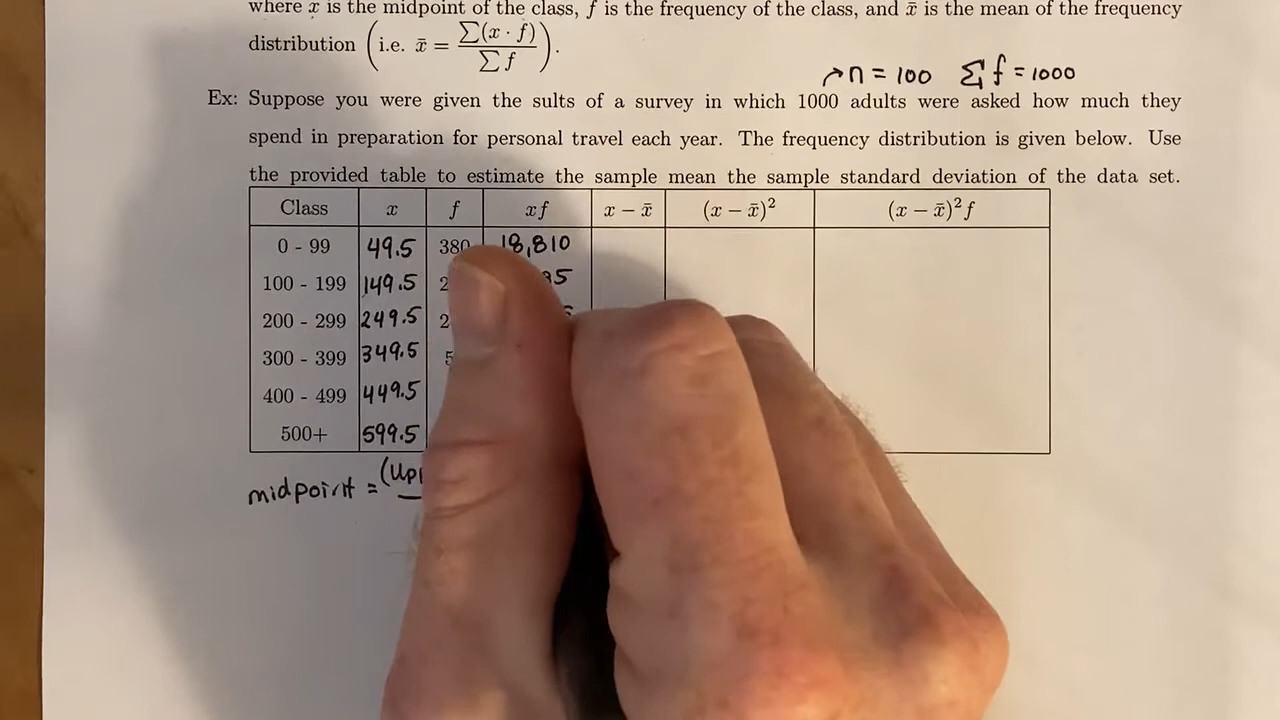 where x is the midpoint of the class, f is the frequency of the class, and x̄ is the mean of the frequency
distribution (i.e. x̄ = ∑(x · f) / ∑f).
n = 100 ∑f = 1000
Ex: Suppose you were given the sults of a survey in which 1000 adults were asked how much they
spend in preparation for personal travel each year. The frequency distribution is given below. Use
the provided table to estimate the sample mean the sample standard deviation of the data set.
Class x f xf x − x̄ (x − x̄)² (x − x̄)²f
0 - 99 49.5 380 18,810
100 - 199 149.5
200 - 299 249.5
300 - 399 349.5
400 - 499 449.5
500+ 599.5
midpoint =